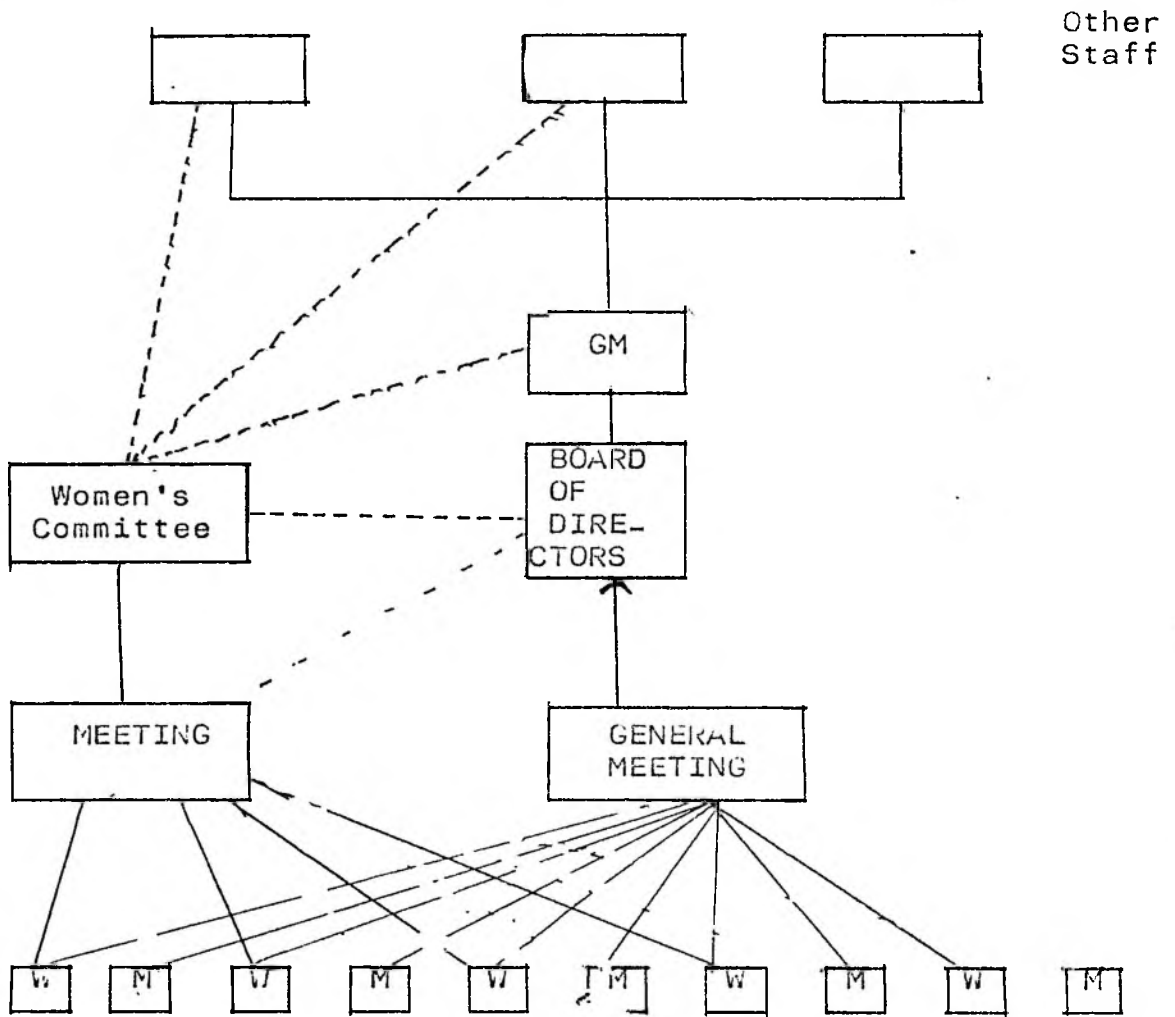 Other
Staff
GM
BOARD
OF
DIRE-
CTORS
Women's
Committee
MEETING
GENERAL
MEETING
W M W M W M W M W M